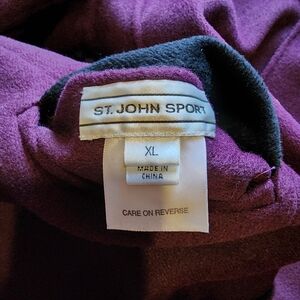 ST. JOHN SPORT
XL
MADE IN
CHINA
CARE ON REVERSE